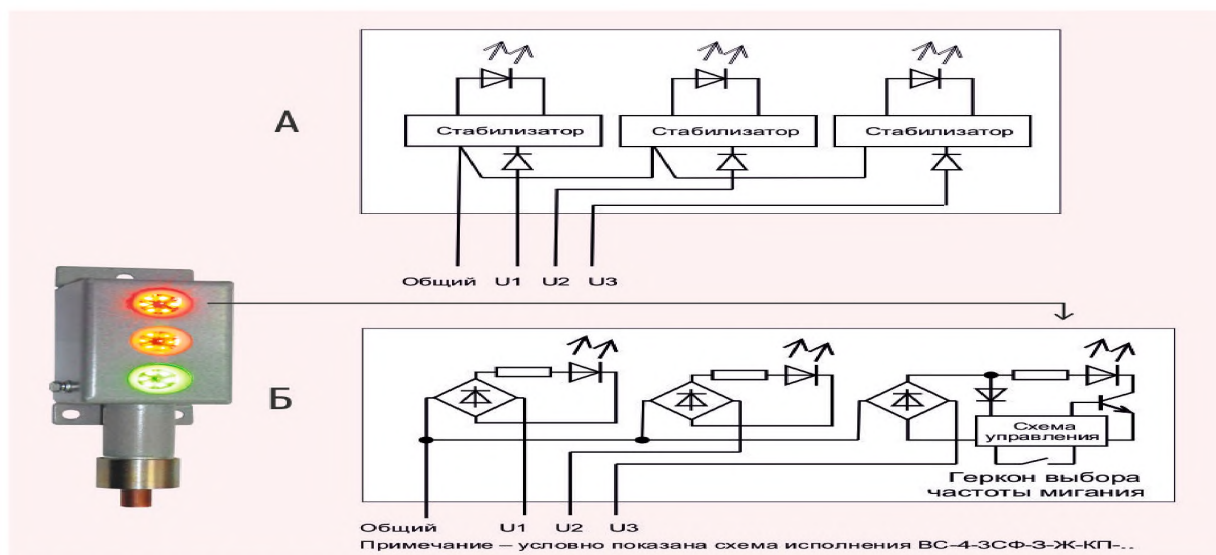 А
Стабилизатор Стабилизатор Стабилизатор
Общий U1 U2 U3
Б
Схема
управления
Геркон выбора
частоты мигания
Общий U1 U2 U3
Примечание – условно показана схема исполнения ВС-4-3СФ-З-Ж-КП-..